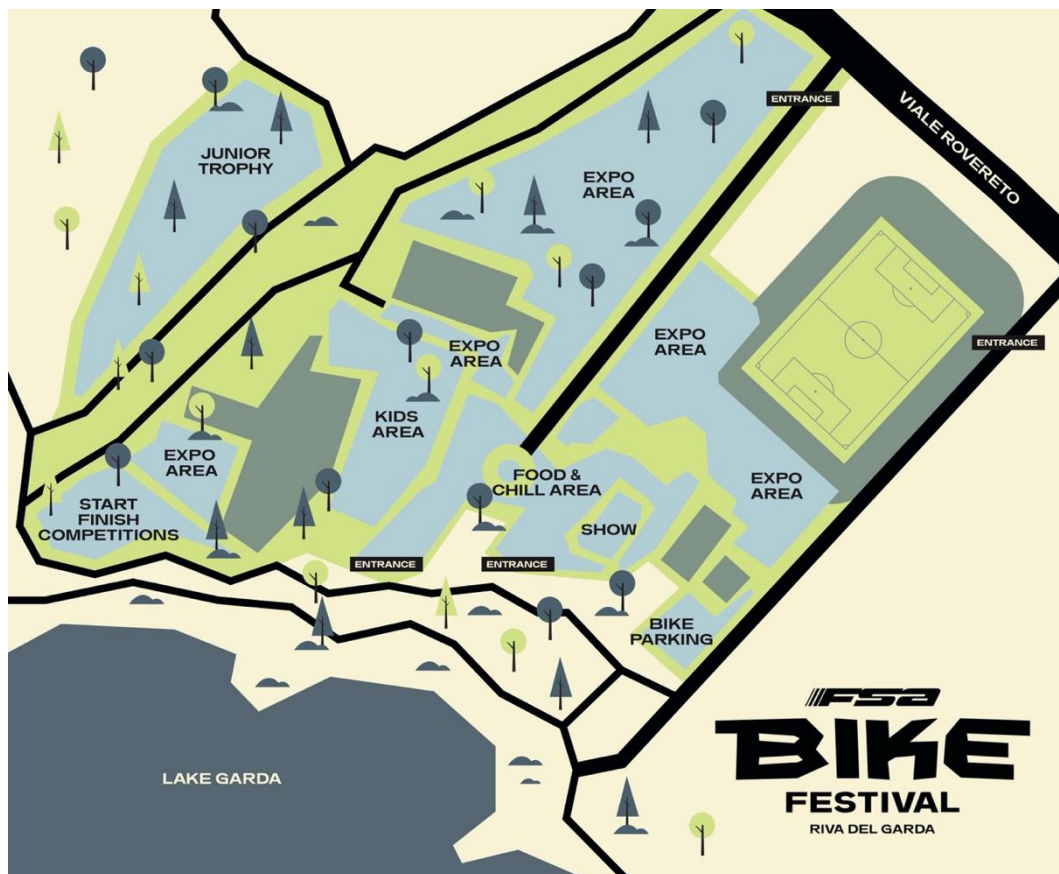 ENTRANCE
VIALE ROVERETO
JUNIOR
TROPHY
EXPO
AREA
EXPO
AREA
ENTRANCE
EXPO
AREA
KIDS
AREA
EXPO
AREA
FOOD &
CHILL AREA
EXPO
AREA
START
FINISH
COMPETITIONS
SHOW
ENTRANCE
ENTRANCE
BIKE
PARKING
LAKE GARDA
FSA
BIKE
FESTIVAL
RIVA DEL GARDA